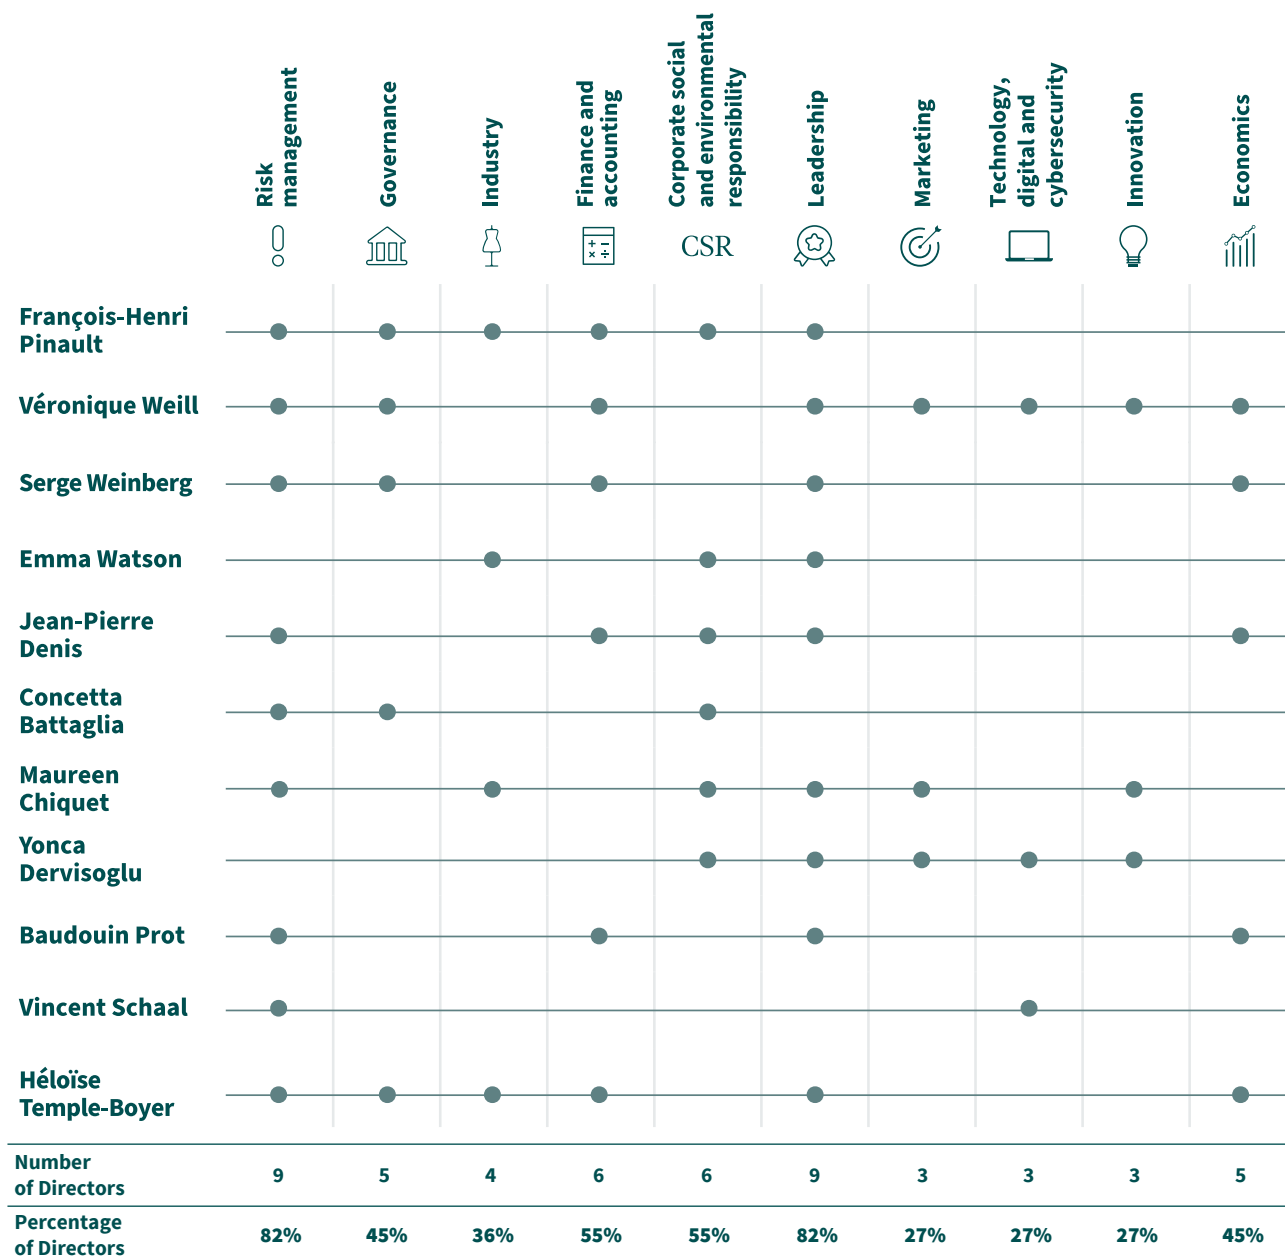 Risk
management
Governance
Industry
Finance and
accounting
Corporate social
and environmental
responsibility
Leadership
Marketing
Technology,
digital and
cybersecurity
Innovation
Economics
CSR
François-Henri
Pinault
Véronique Weill
Serge Weinberg
Emma Watson
Jean-Pierre
Denis
Concetta
Battaglia
Maureen
Chiquet
Yonca
Dervisoglu
Baudouin Prot
Vincent Schaal
Héloïse
Temple-Boyer
Number
of Directors
9 5 4 6 6 9 3 3 3 5
Percentage
of Directors
82% 45% 36% 55% 55% 82% 27% 27% 27% 45%